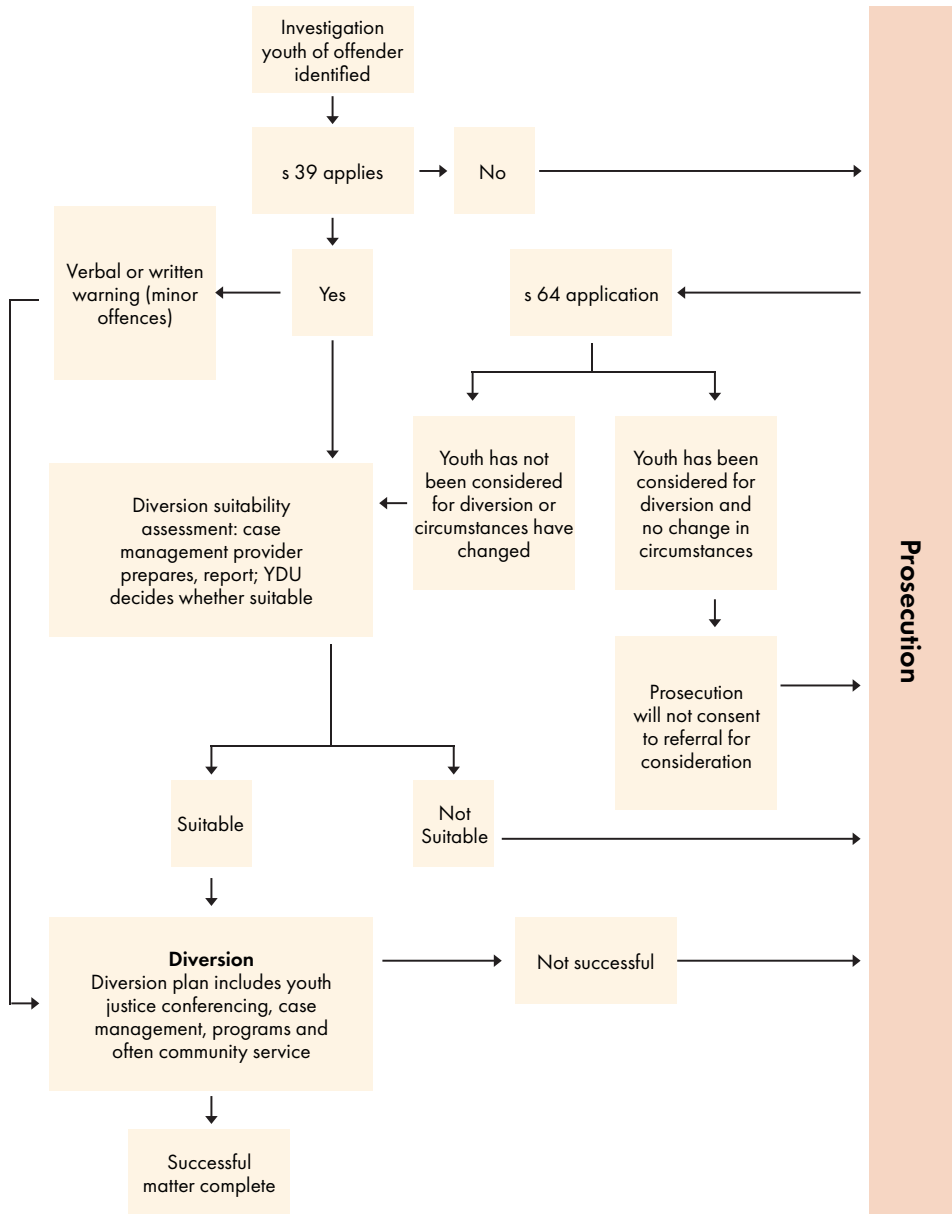 Investigation
youth of offender
identified
s 39 applies
No
Verbal or written
warning (minor
offences)
Yes
s 64 application
Youth has not
been considered
for diversion or
circumstances have
changed
Youth has been
considered for
diversion and
no change in
circumstances
Diversion suitability
assessment: case
management provider
prepares, report; YDU
decides whether suitable
Prosecution
will not consent
to referral for
consideration
Suitable
Not
Suitable
Diversion
Diversion plan includes youth
justice conferencing, case
management, programs and
often community service
Not successful
Successful
matter complete
Prosecution